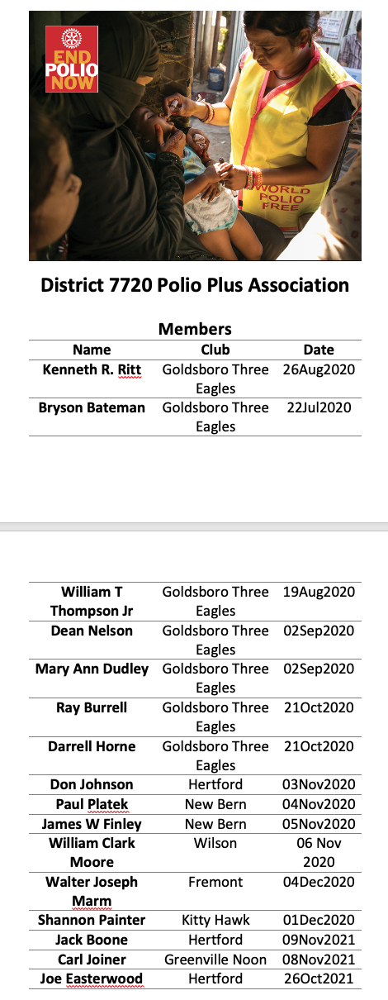 END
POLIO
NOW
WORLD
POLIO
FREE
District 7720 Polio Plus Association
Members
Name Club Date
Kenneth R. Ritt Goldsboro Three 26Aug2020
Eagles
Bryson Bateman Goldsboro Three 22Jul2020
Eagles
William T Goldsboro Three 19Aug2020
Thompson Jr Eagles
Dean Nelson Goldsboro Three 02Sep2020
Eagles
Mary Ann Dudley Goldsboro Three 02Sep2020
Eagles
Ray Burrell Goldsboro Three 21Oct2020
Eagles
Darrell Horne Goldsboro Three 21Oct2020
Eagles
Don Johnson Hertford 03Nov2020
Paul Platek New Bern 04Nov2020
James W Finley New Bern 05Nov2020
William Clark Wilson 06 Nov
Moore 2020
Walter Joseph Fremont 04Dec2020
Marm
Shannon Painter Kitty Hawk 01Dec2020
Jack Boone Hertford 09Nov2021
Carl Joiner Greenville Noon 08Nov2021
Joe Easterwood Hertford 26Oct2021